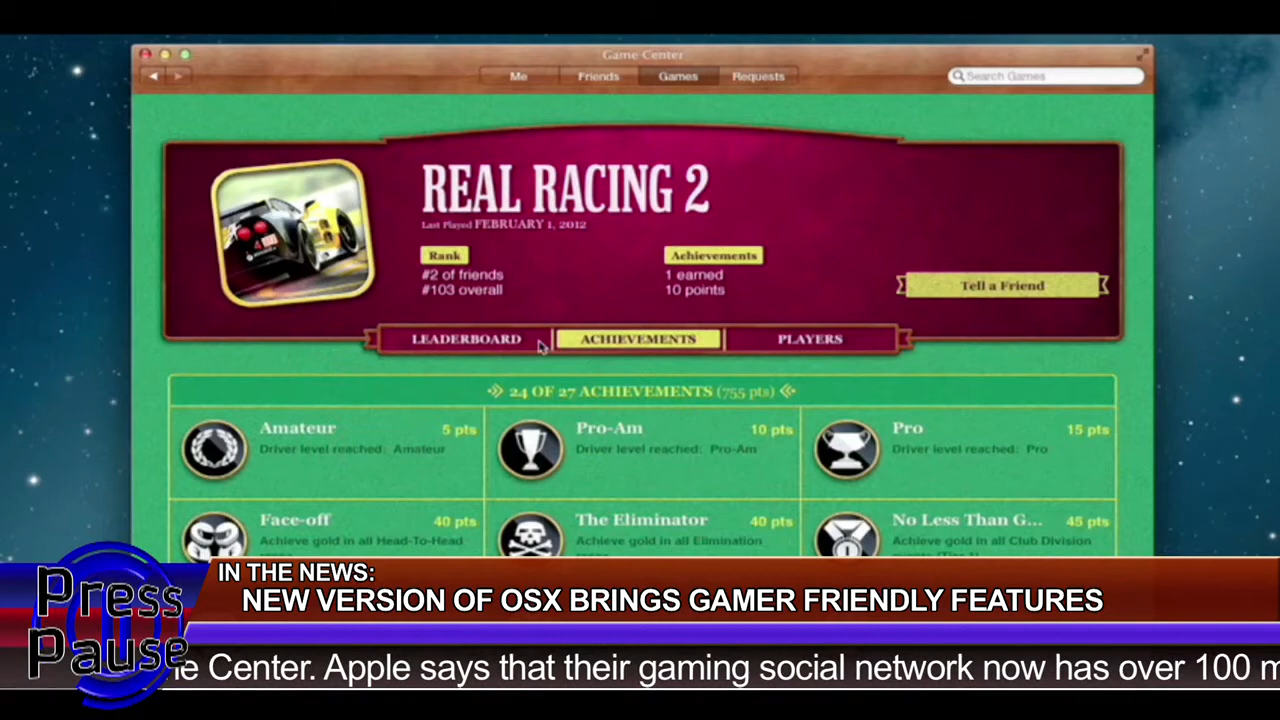 Game Center
Me Friends Games Requests Search Games
REAL RACING 2
Last Played FEBRUARY 1, 2012
Rank Achievements
#2 of friends 1 earned
#103 overall 10 points
Tell a Friend
LEADERBOARD ACHIEVEMENTS PLAYERS
24 OF 27 ACHIEVEMENTS (755 pts)
Amateur 5 pts Pro-Am 10 pts Pro 15 pts
Driver level reached: Amateur Driver level reached: Pro-Am Driver level reached: Pro
Face-off 40 pts The Eliminator 40 pts No Less Than G... 45 pts
Achieve gold in all Head-To-Head Achieve gold in all Elimination Achieve gold in all Club Division
IN THE NEWS:
NEW VERSION OF OSX BRINGS GAMER FRIENDLY FEATURES
Press
Pause
e Center. Apple says that their gaming social network now has over 100 m